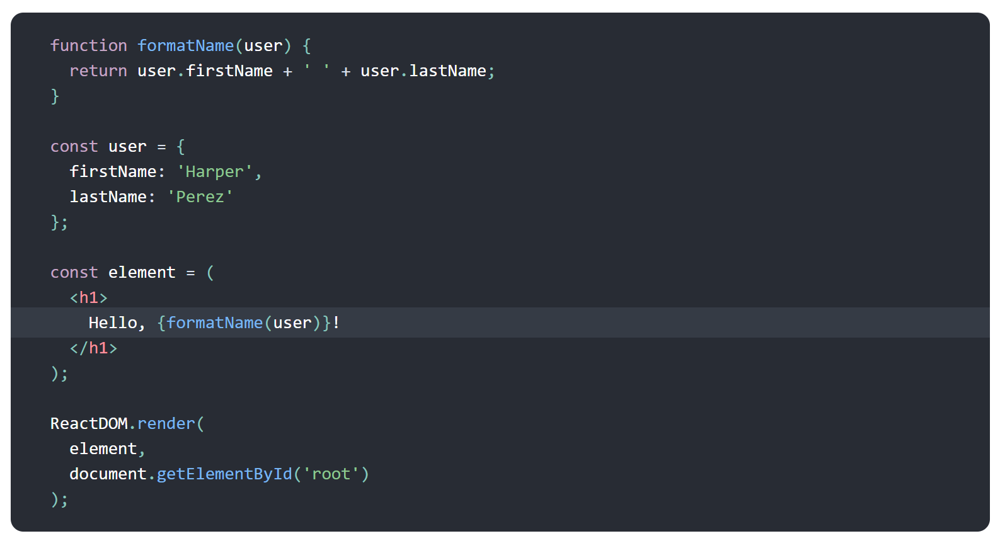 function formatName(user) {
  return user.firstName + ' ' + user.lastName;
}

const user = {
  firstName: 'Harper',
  lastName: 'Perez'
};

const element = (
  <h1>
    Hello, {formatName(user)}!
  </h1>
);

ReactDOM.render(
  element,
  document.getElementById('root')
);